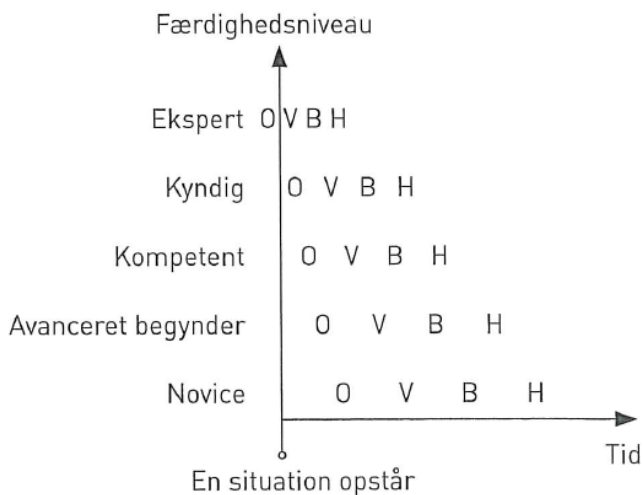 Færdighedsniveau
Ekspert O V B H
Kyndig O V B H
Kompetent O V B H
Avanceret begynder O V B H
Novice O V B H
Tid
En situation opstår